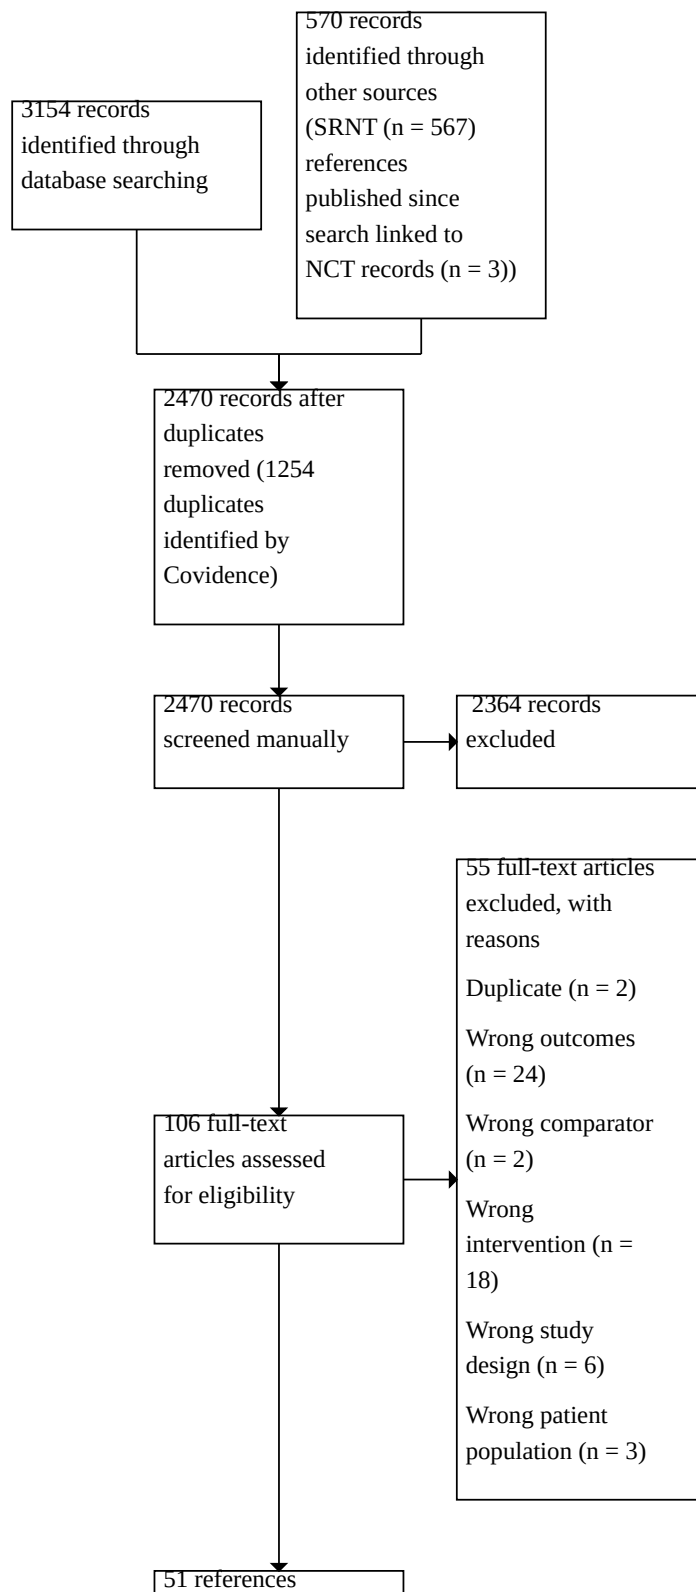 570 records
identified through
other sources
(SRNT (n = 567)
references
published since
search linked to
NCT records (n = 3))
3154 records
identified through
database searching
2470 records after
duplicates
removed (1254
duplicates
identified by
Covidence)
2470 records
screened manually
2364 records
excluded
55 full-text articles
excluded, with
reasons
Duplicate (n = 2)
Wrong outcomes
(n = 24)
Wrong comparator
(n = 2)
Wrong
intervention (n =
18)
Wrong study
design (n = 6)
Wrong patient
population (n = 3)
106 full-text
articles assessed
for eligibility
51 references